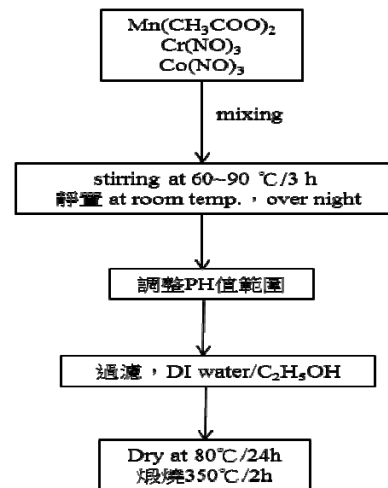 Mn(CH₃COO)₂
Cr(NO)₃
Co(NO)₃
mixing
stirring at 60~90 ℃/3 h
靜置 at room temp.，over night
調整PH值範圍
過濾，DI water/C₂H₅OH
Dry at 80℃/24h
煅燒350℃/2h